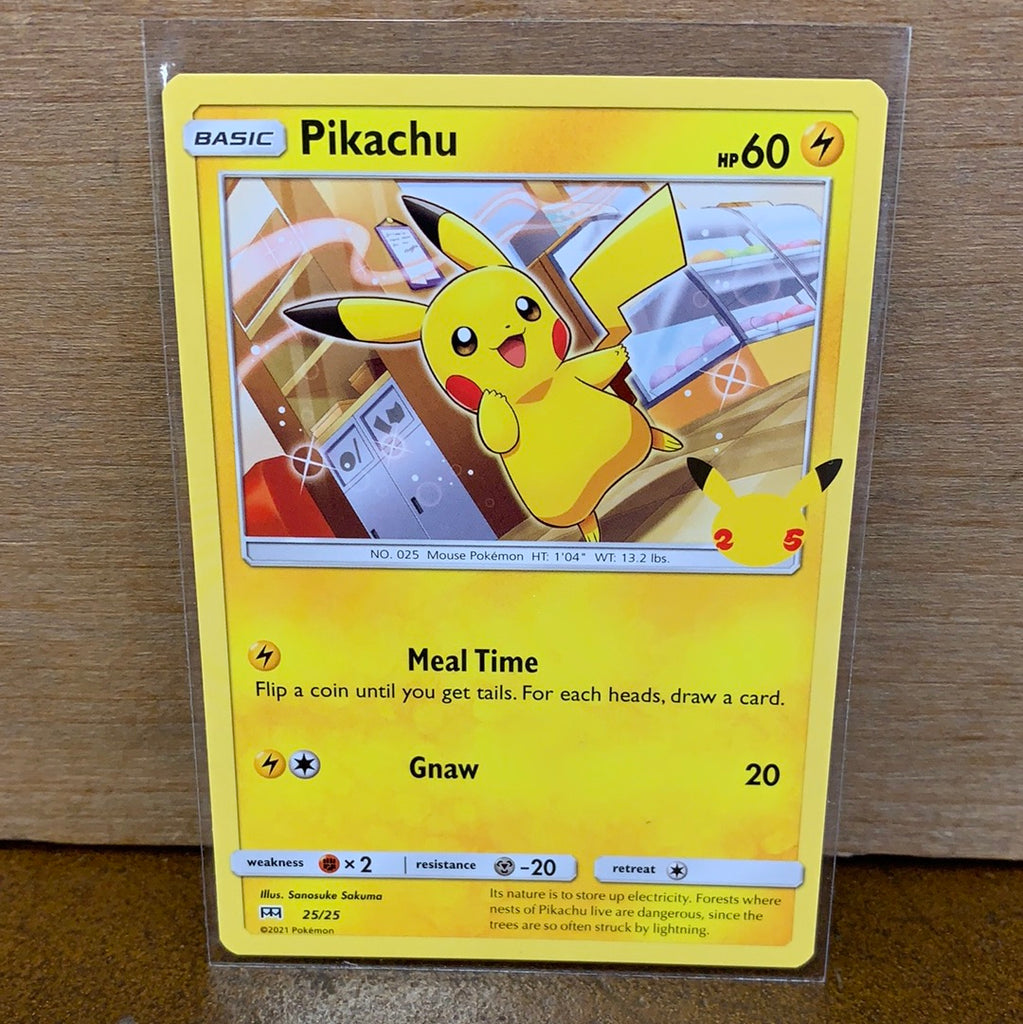 BASIC Pikachu HP60
NO. 025 Mouse Pokémon HT: 1'04" WT: 13.2 lbs.
25
Meal Time
Flip a coin until you get tails. For each heads, draw a card.
Gnaw 20
weakness ×2 resistance -20 retreat
Illus. Sanosuke Sakuma
25/25
©2021 Pokémon
Its nature is to store up electricity. Forests where
nests of Pikachu live are dangerous, since the
trees are so often struck by lightning.